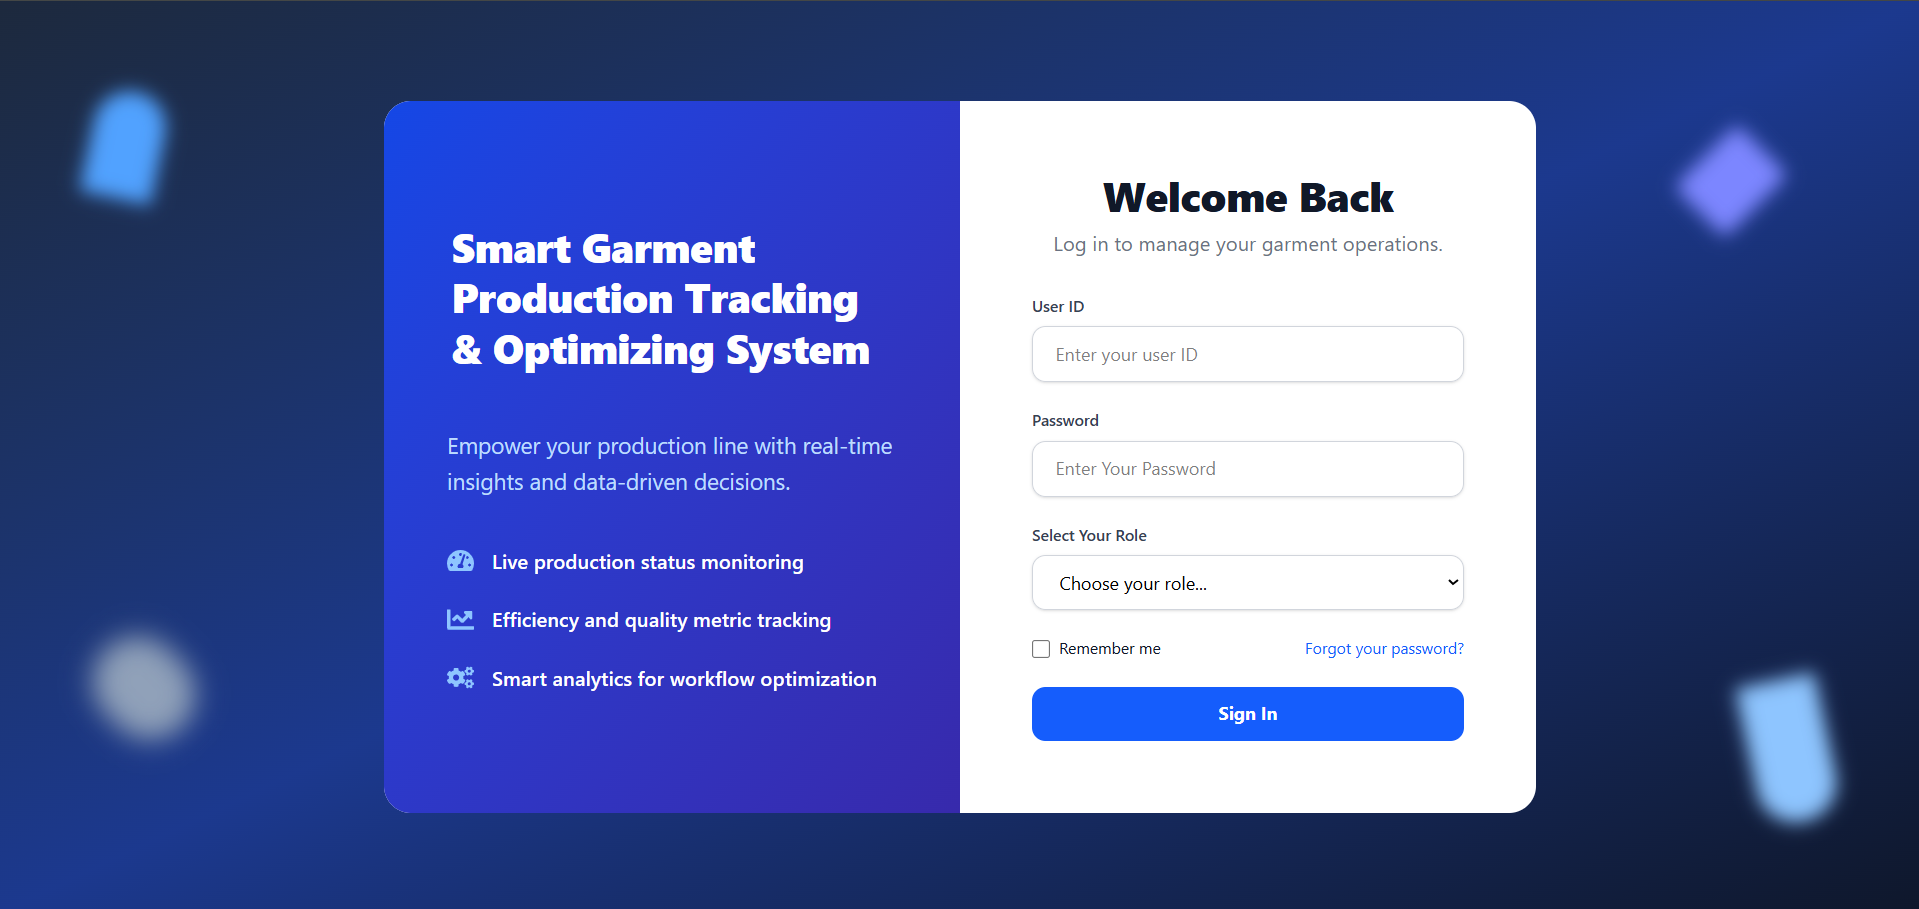 Smart Garment
Production Tracking
& Optimizing System
Empower your production line with real-time
insights and data-driven decisions.
Live production status monitoring
Efficiency and quality metric tracking
Smart analytics for workflow optimization
Welcome Back
Log in to manage your garment operations.
User ID
Enter your user ID
Password
Enter Your Password
Select Your Role
Choose your role...
Remember me
Forgot your password?
Sign In